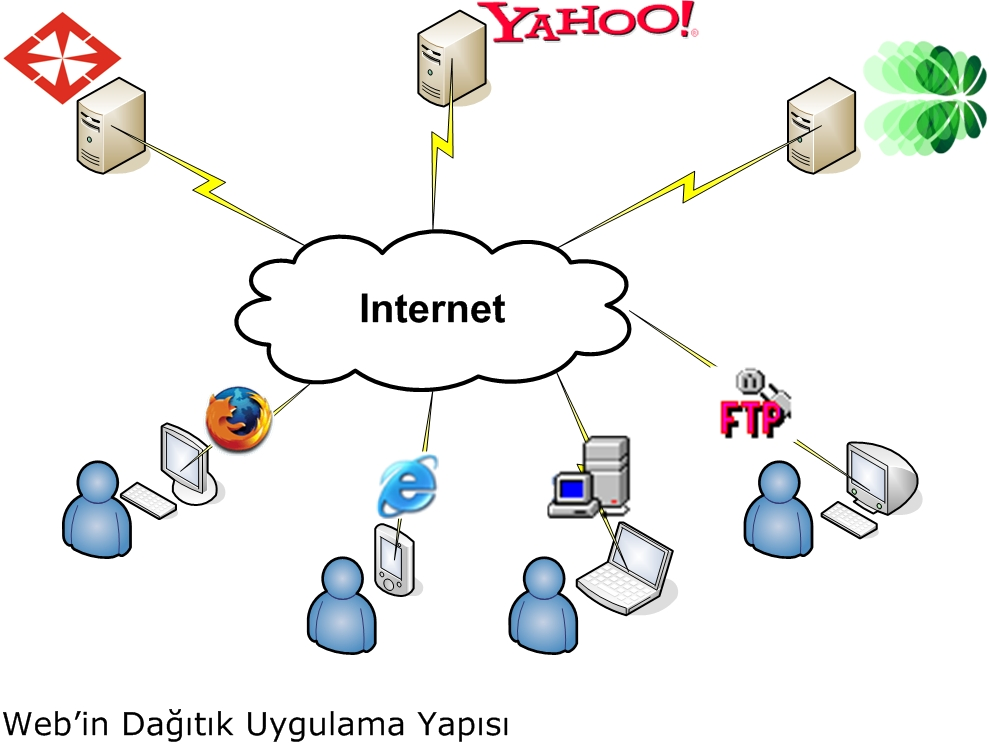 YAHOO!
Internet
FTP
Web’in Dağıtık Uygulama Yapısı